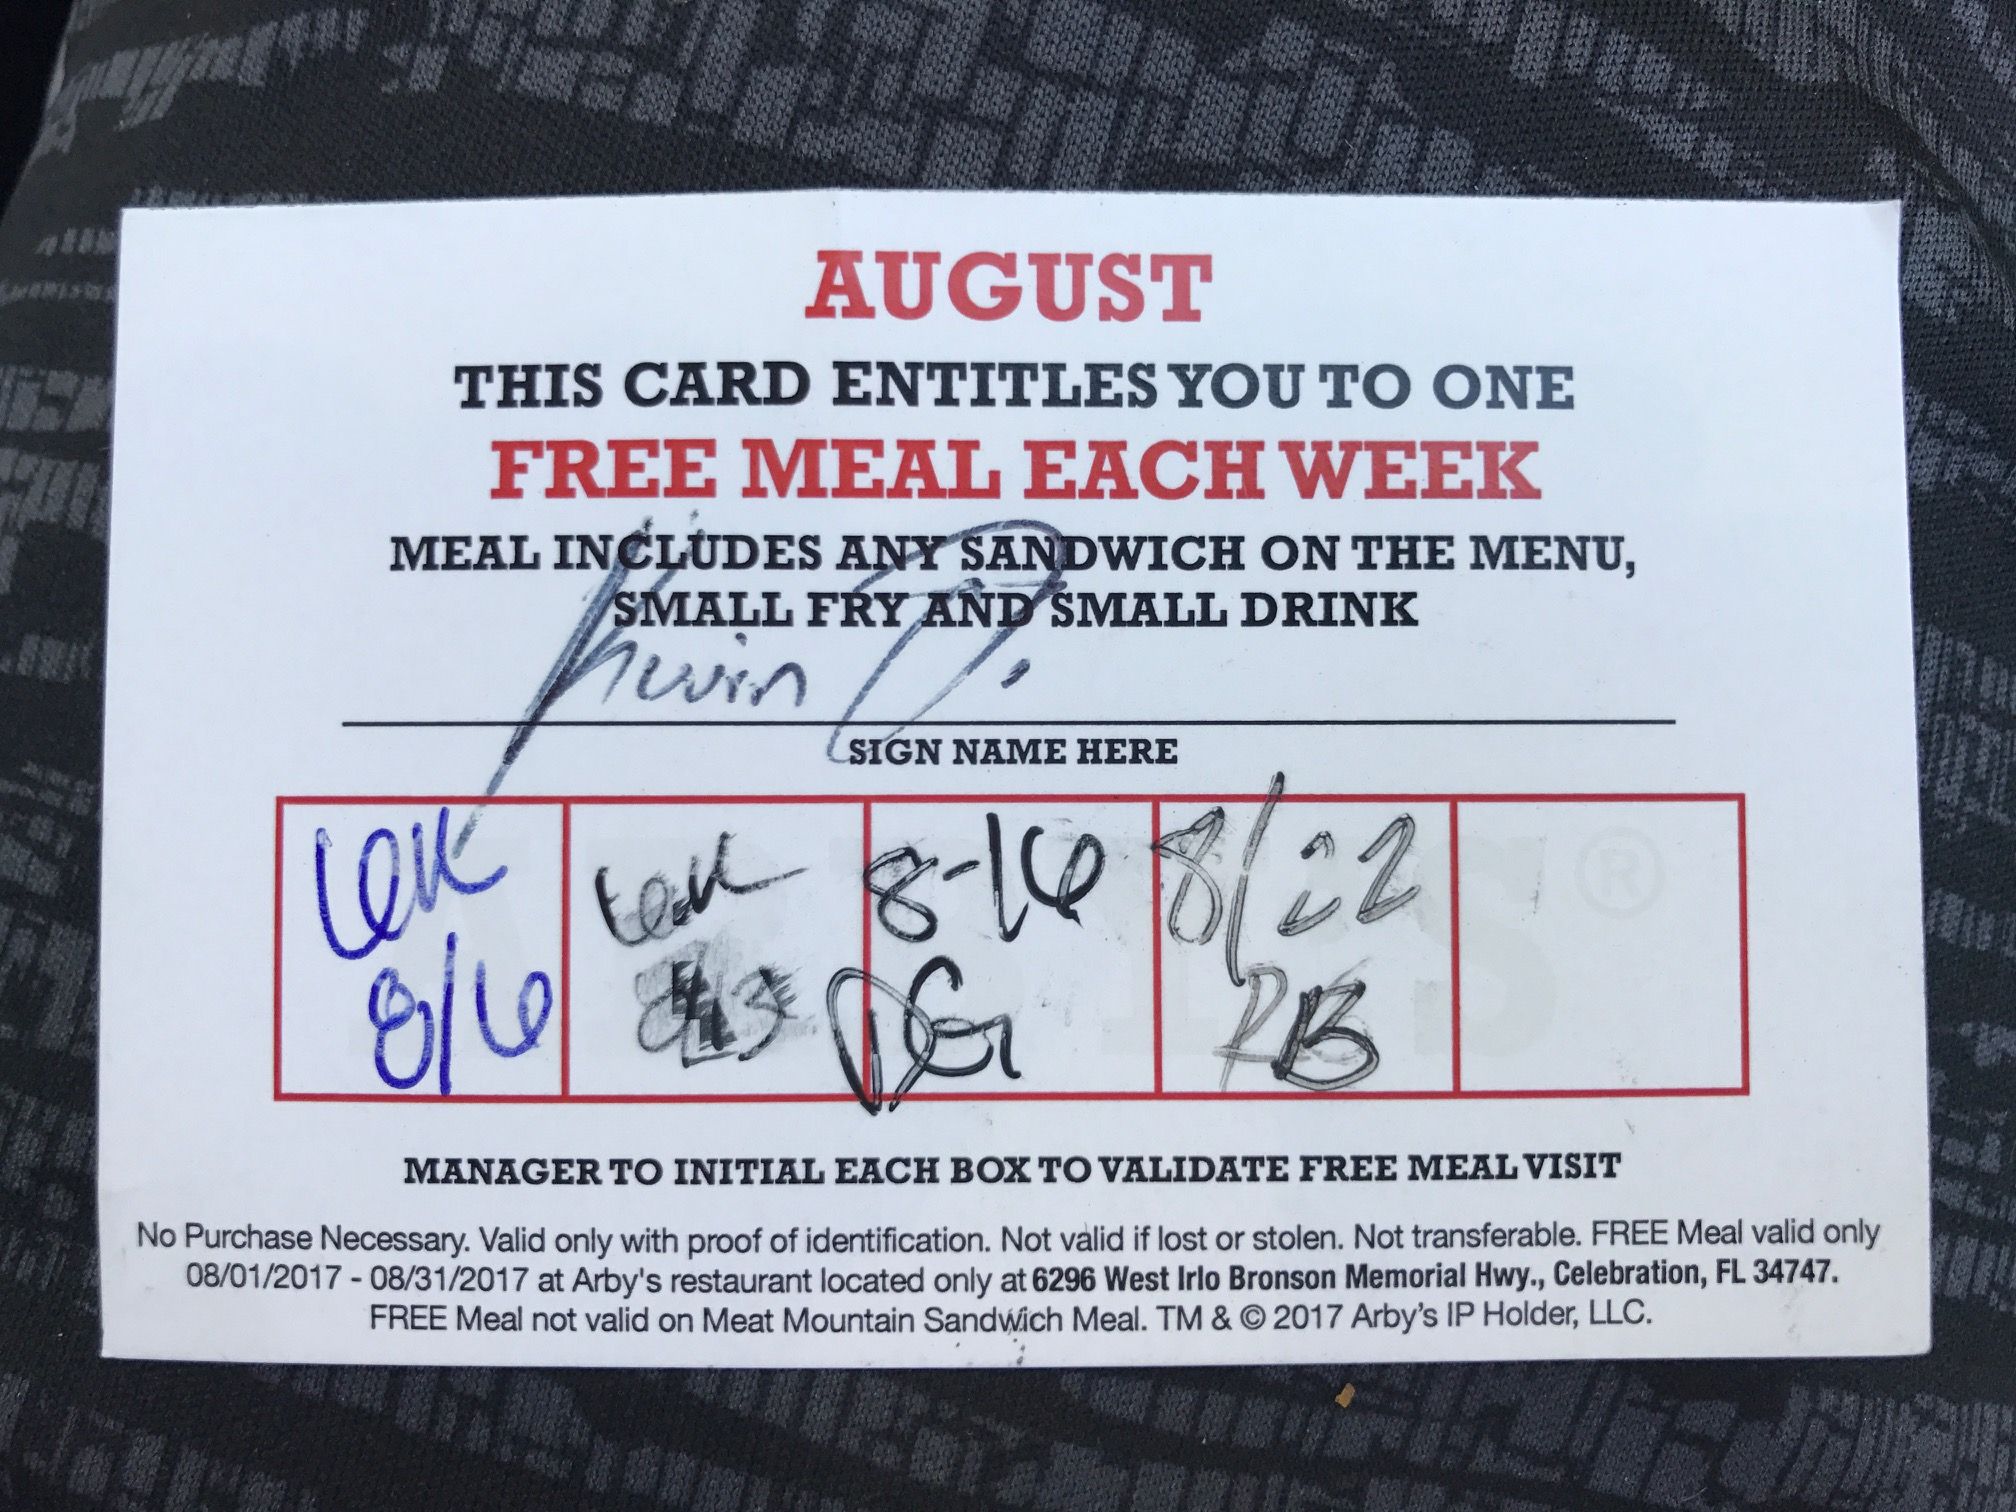 AUGUST
THIS CARD ENTITLES YOU TO ONE
FREE MEAL EACH WEEK
MEAL INCLUDES ANY SANDWICH ON THE MENU,
SMALL FRY AND SMALL DRINK
SIGN NAME HERE
8-16 8/22
8/6 8/13 RB
MANAGER TO INITIAL EACH BOX TO VALIDATE FREE MEAL VISIT
No Purchase Necessary. Valid only with proof of identification. Not valid if lost or stolen. Not transferable. FREE Meal valid only
08/01/2017 - 08/31/2017 at Arby's restaurant located only at 6296 West Irlo Bronson Memorial Hwy., Celebration, FL 34747.
FREE Meal not valid on Meat Mountain Sandwich Meal. TM & © 2017 Arby's IP Holder, LLC.